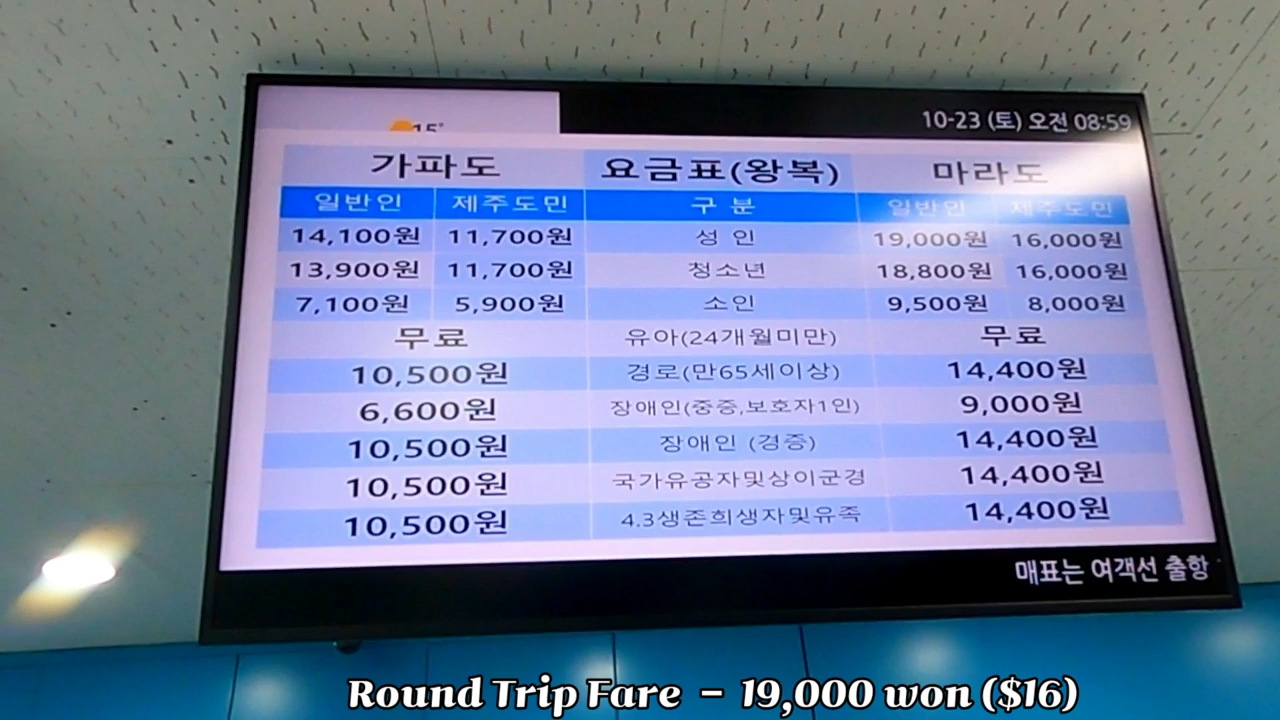 15°
10-23 (토) 오전 08:59
가파도 요금표(왕복) 마라도
일반인 제주도민 구 분 일반인 제주도민
14,100원 11,700원 성 인 19,000원 16,000원
13,900원 11,700원 청소년 18,800원 16,000원
7,100원 5,900원 소인 9,500원 8,000원
무료 유아(24개월미만) 무료
10,500원 경로(만65세이상) 14,400원
6,600원 장애인(중증,보호자1인) 9,000원
10,500원 장애인 (경증) 14,400원
10,500원 국가유공자및상이군경 14,400원
10,500원 4.3생존희생자및유족 14,400원
매표는 여객선 출항
Round Trip Fare - 19,000 won ($16)